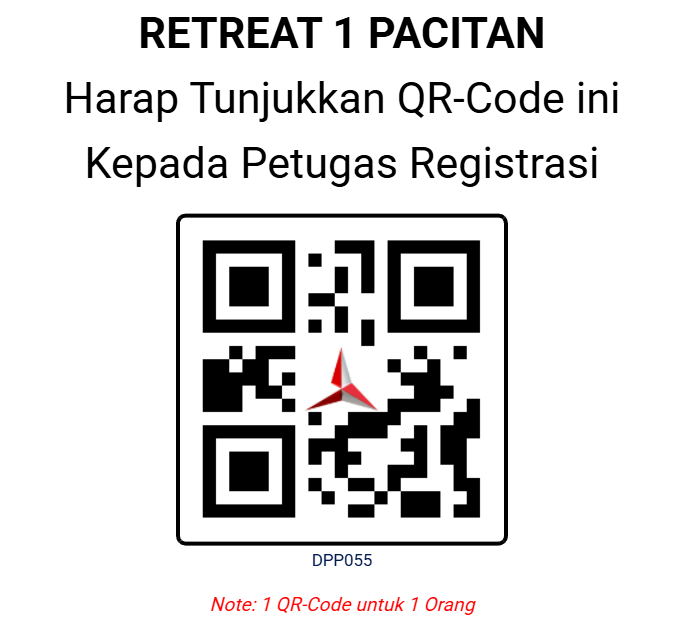 RETREAT 1 PACITAN
Harap Tunjukkan QR-Code ini
Kepada Petugas Registrasi
DPP055
Note: 1 QR-Code untuk 1 Orang